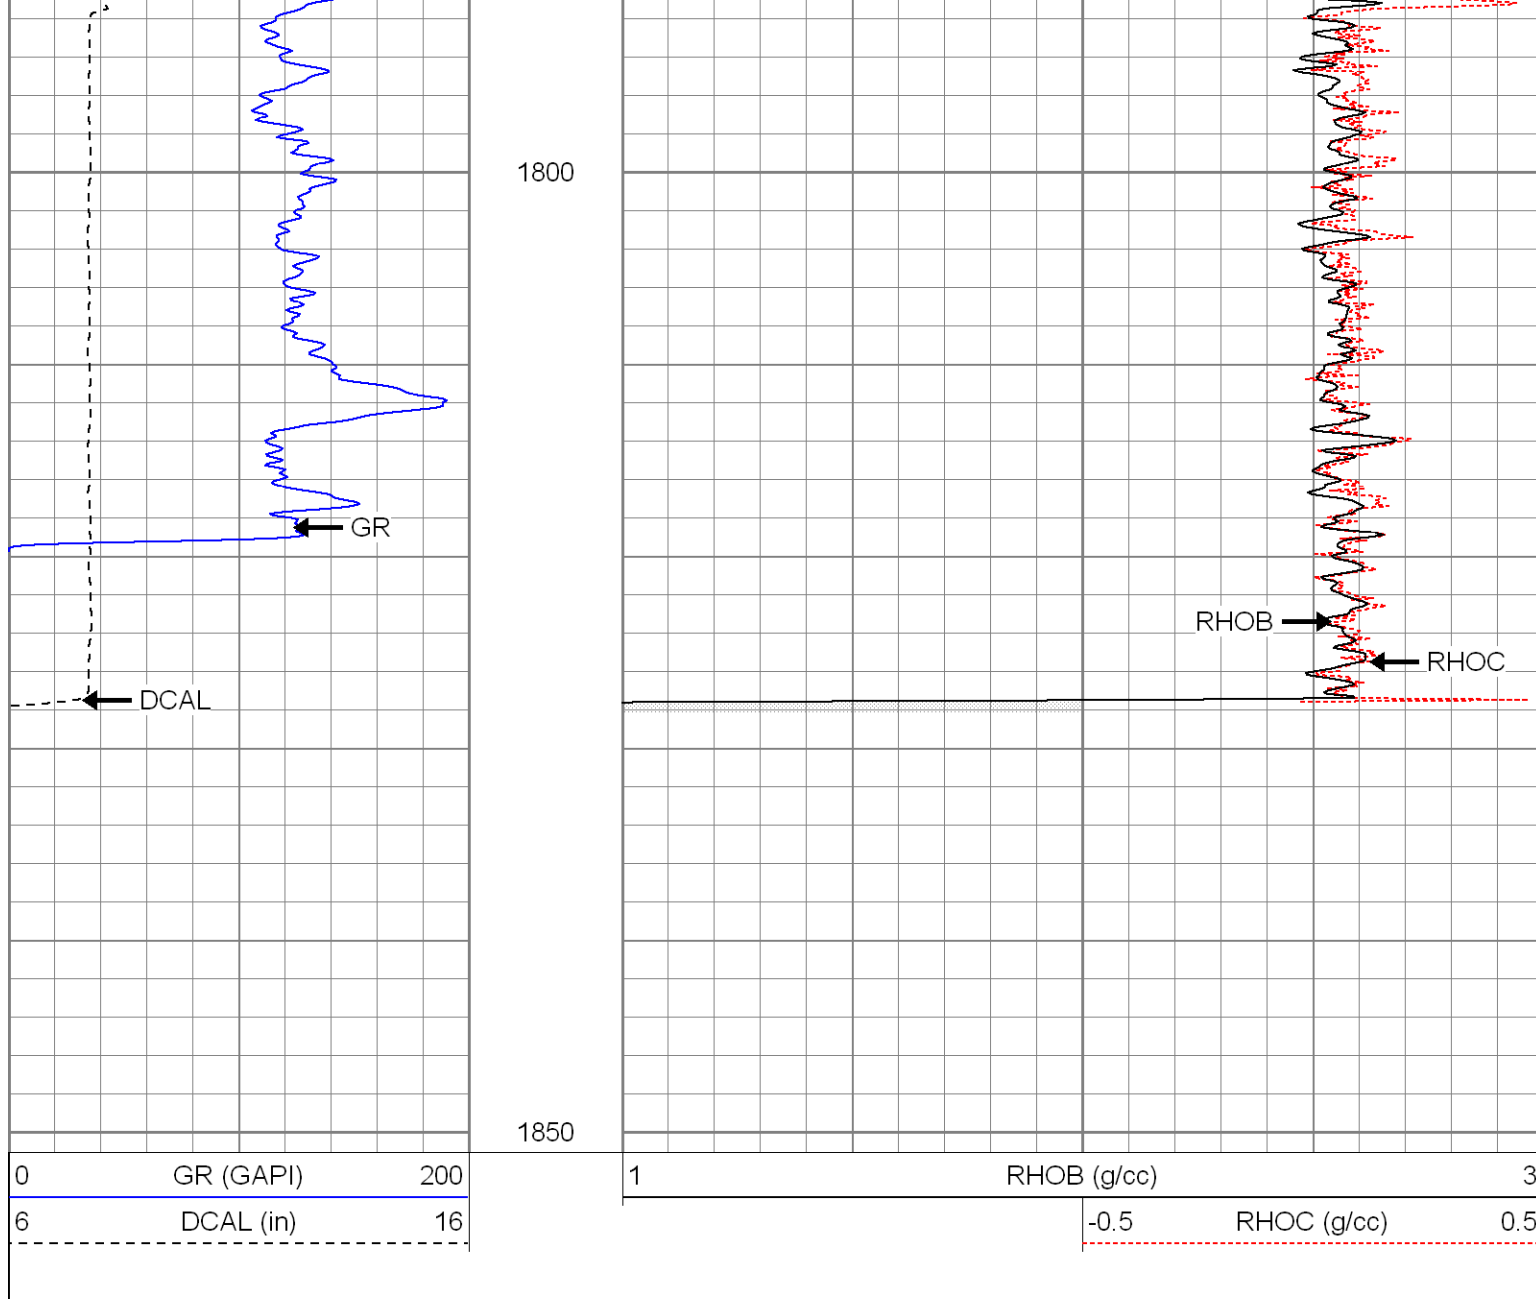 1800
GR
RHOB
RHOC
DCAL
1850
0 GR (GAPI) 200
1 RHOB (g/cc) 3
6 DCAL (in) 16
-0.5 RHOC (g/cc) 0.5